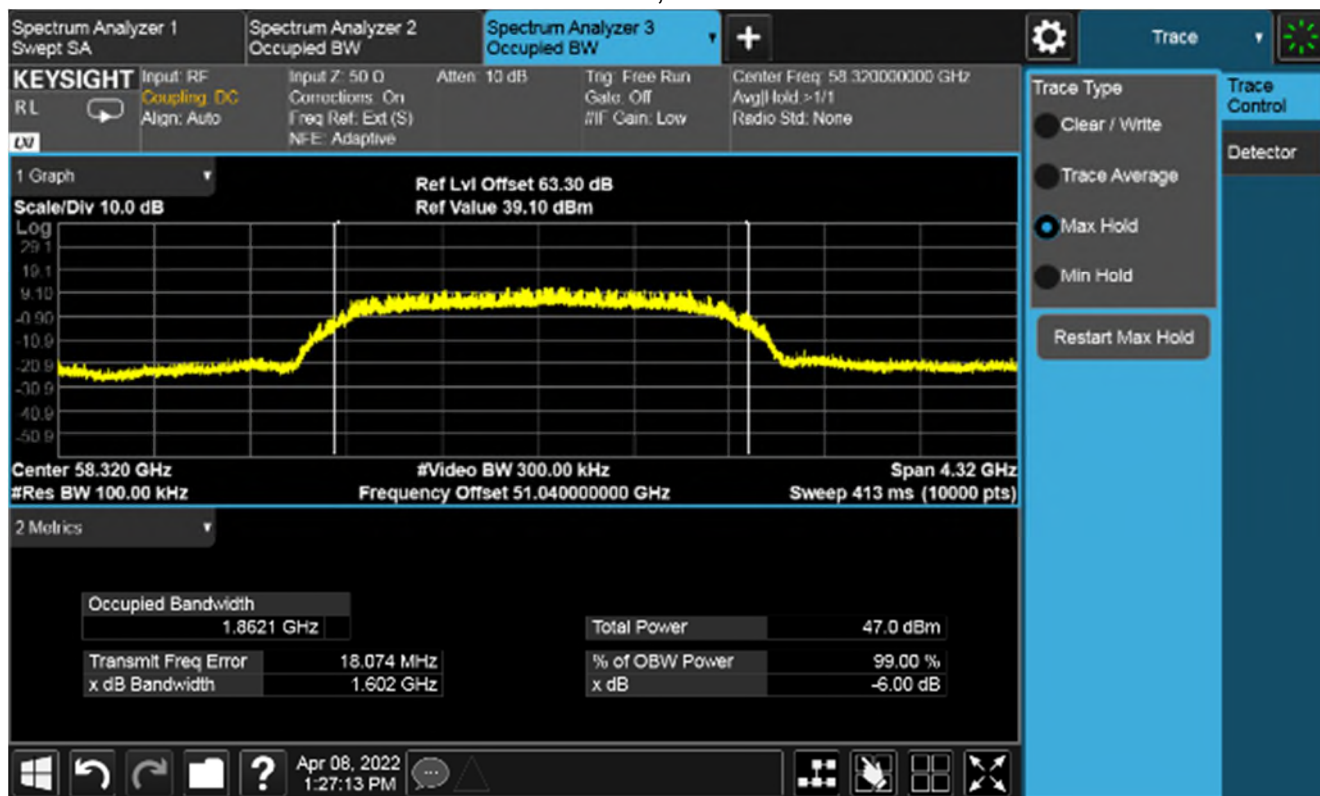 Spectrum Analyzer 1
Swept SA
Spectrum Analyzer 2
Occupied BW
Spectrum Analyzer 3
Occupied BW
+
Trace
KEYSIGHT
RL
LXI
Input: RF
Coupling: DC
Align: Auto
Input Z: 50 Ω
Corrections: On
Freq Ref: Ext (S)
NFE: Adaptive
Atten: 10 dB
Trig: Free Run
Gate: Off
#IF Gain: Low
Center Freq: 58.320000000 GHz
Avg|Hold:>1/1
Radio Std: None
Trace Type
Clear / Write
Trace Average
Max Hold
Min Hold
Restart Max Hold
Trace
Control
Detector
1 Graph
Scale/Div 10.0 dB
Ref Lvl Offset 63.30 dB
Ref Value 39.10 dBm
Log
29.1
19.1
9.10
-0.90
-10.9
-20.9
-30.9
-40.9
-50.9
Center 58.320 GHz
#Res BW 100.00 kHz
#Video BW 300.00 kHz
Frequency Offset 51.040000000 GHz
Span 4.32 GHz
Sweep 413 ms (10000 pts)
2 Metrics
Occupied Bandwidth
1.8621 GHz
Transmit Freq Error 18.074 MHz
x dB Bandwidth 1.602 GHz
Total Power 47.0 dBm
% of OBW Power 99.00 %
x dB -6.00 dB
?
Apr 08, 2022
1:27:13 PM